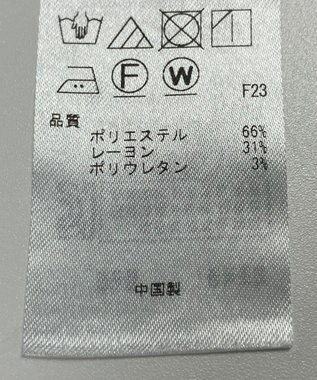 F W
F23
品質
ポリエステル 66%
レーヨン 31%
ポリウレタン 3%
中国製